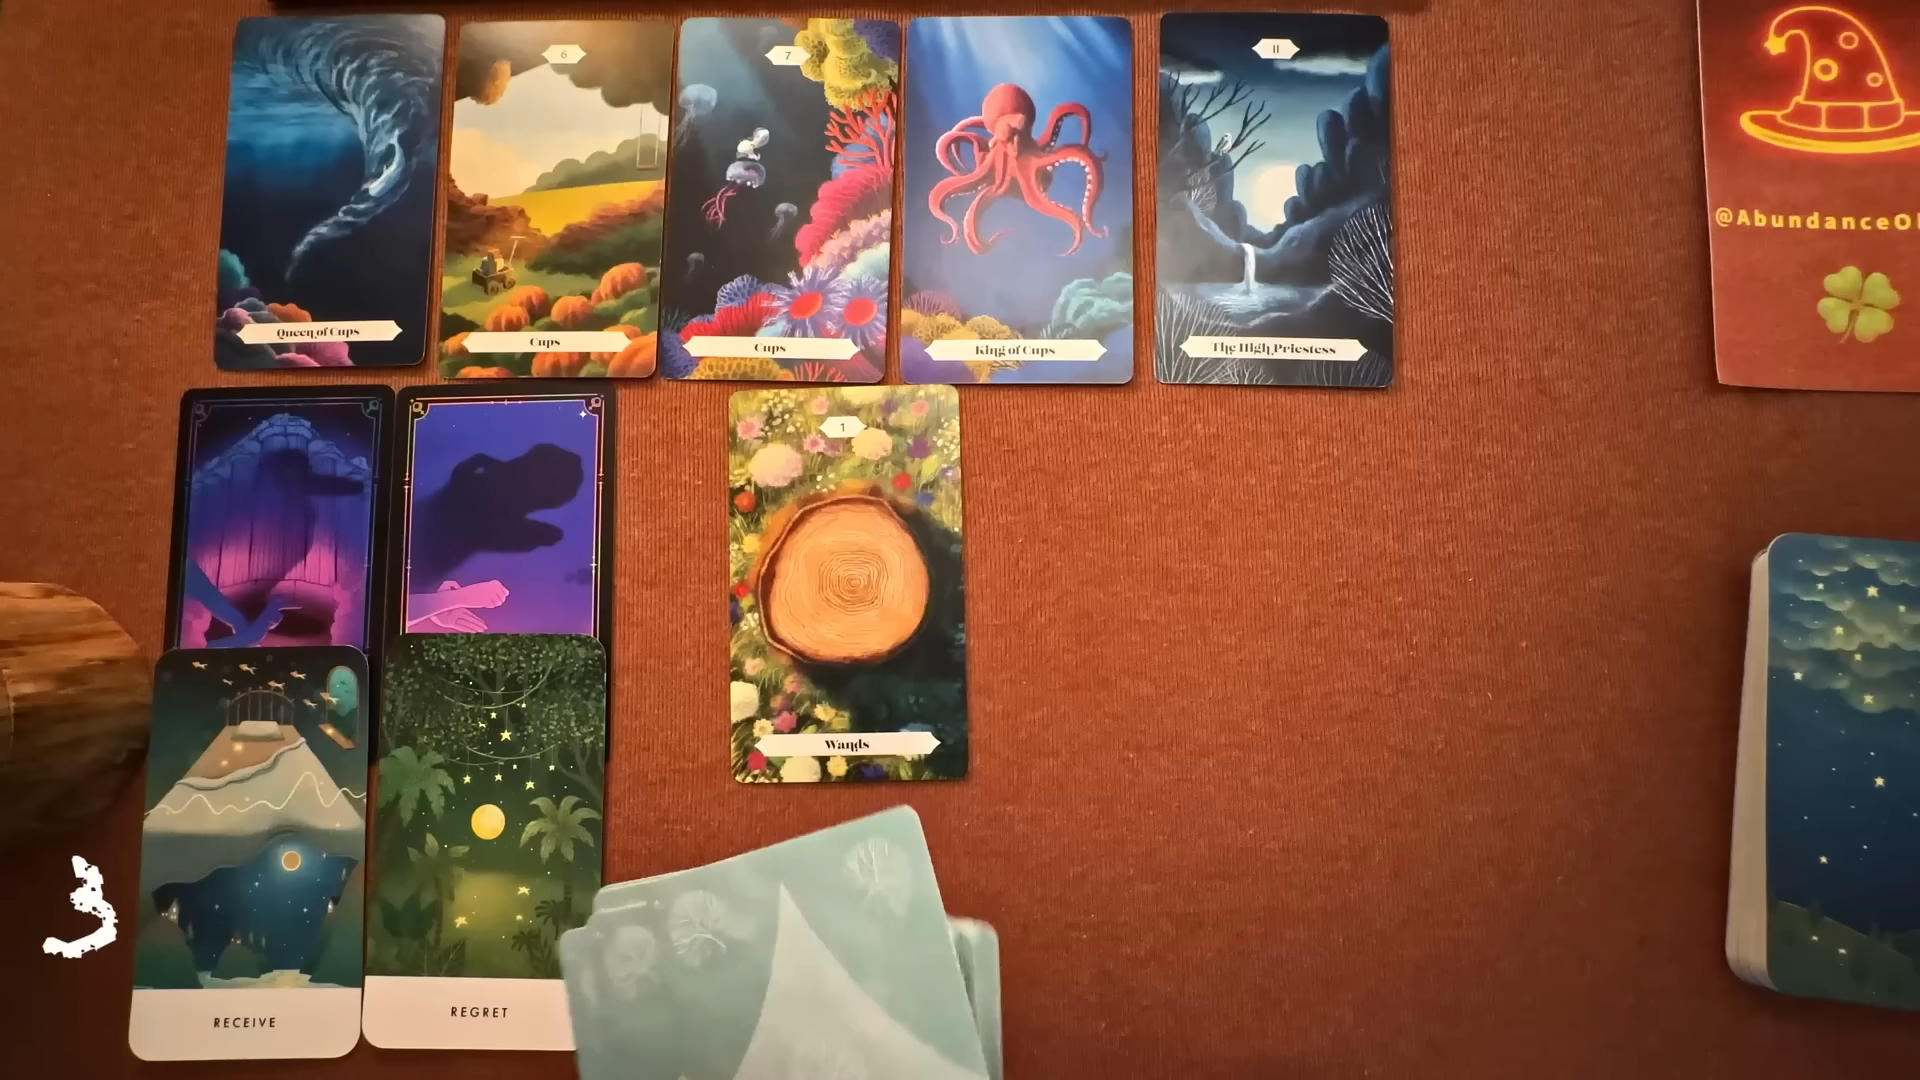 Queen of Cups
6
Cups
7
Cups
King of Cups
II
The High Priestess
@AbundanceO
1
Wands
RECEIVE
REGRET
3